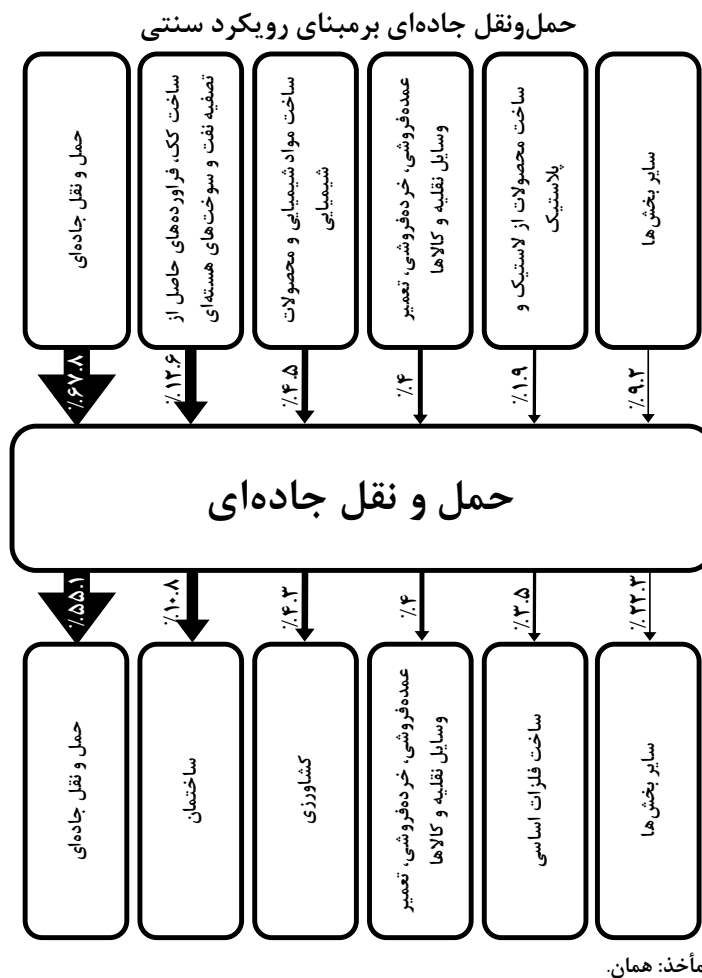 حمل‌ونقل جاده‌ای برمبنای رویکرد سنتی
حمل و نقل جاده‌ای
ساخت کک، فراورده‌های حاصل از
تصفیه نفت و سوخت‌های هسته‌ای
ساخت مواد شیمیایی و محصولات
شیمیایی
عمده‌فروشی، خرده‌فروشی، تعمیر
وسایل نقلیه و کالاها
ساخت محصولات از لاستیک و
پلاستیک
سایر بخش‌ها
٪۶۷.۸
٪۱۲.۶
٪۴.۵
٪۴
٪۱.۹
٪۹.۲
حمل و نقل جاده‌ای
٪۵۵.۱
٪۱۰.۸
٪۴.۳
٪۴
٪۳.۵
٪۲۲.۳
حمل و نقل جاده‌ای
ساختمان
کشاورزی
عمده‌فروشی، خرده‌فروشی، تعمیر
وسایل نقلیه و کالاها
ساخت فلزات اساسی
سایر بخش‌ها
مأخذ: همان.